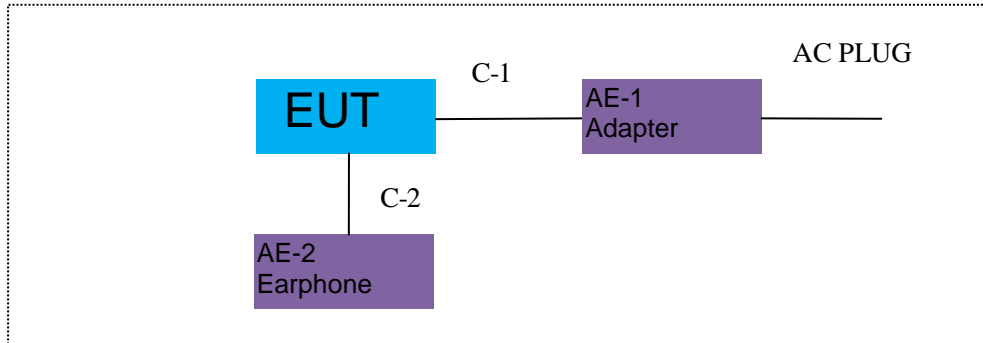 AC PLUG
C-1
EUT
AE-1
Adapter
C-2
AE-2
Earphone